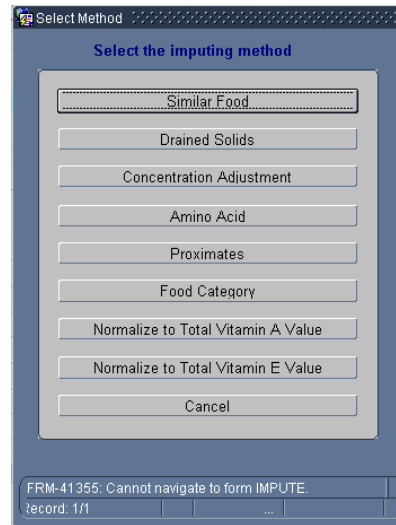 Select Method
Select the imputing method
Similar Food
Drained Solids
Concentration Adjustment
Amino Acid
Proximates
Food Category
Normalize to Total Vitamin A Value
Normalize to Total Vitamin E Value
Cancel
FRM-41355: Cannot navigate to form IMPUTE.
Record: 1/1 ...